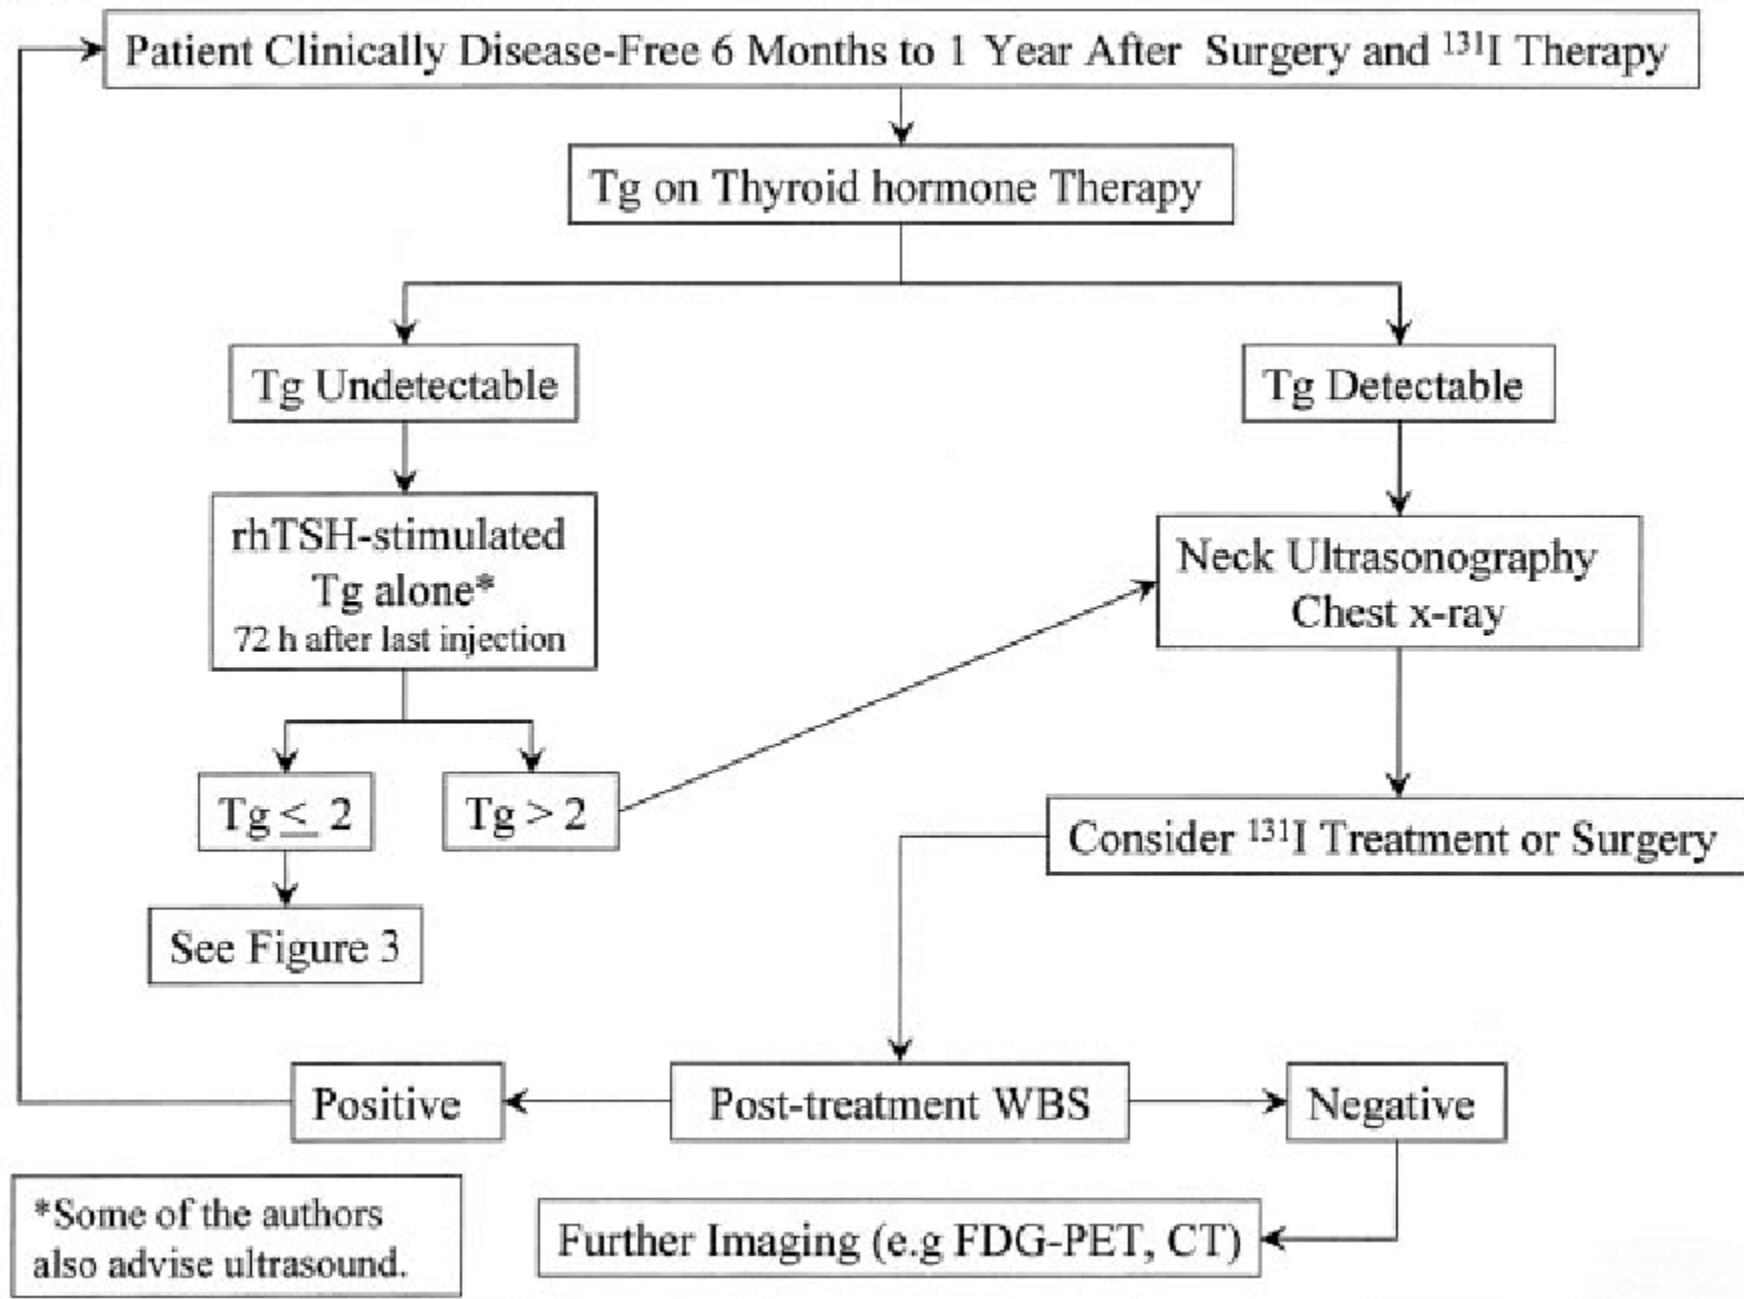 Patient Clinically Disease-Free 6 Months to 1 Year After Surgery and ¹³¹I Therapy
Tg on Thyroid hormone Therapy
Tg Undetectable
Tg Detectable
rhTSH-stimulated
Tg alone*
72 h after last injection
Neck Ultrasonography
Chest x-ray
Tg ≤ 2
Tg > 2
Consider ¹³¹I Treatment or Surgery
See Figure 3
Positive
Post-treatment WBS
Negative
*Some of the authors
also advise ultrasound.
Further Imaging (e.g FDG-PET, CT)